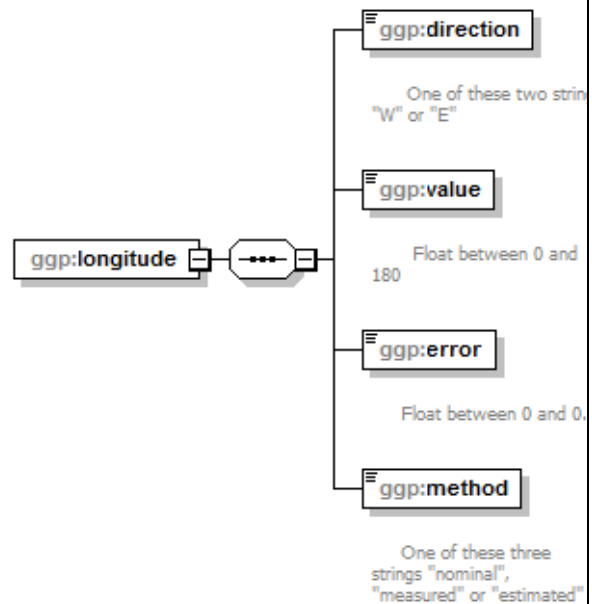 ggp:direction
One of these two
"W" or "E"
ggp:value
Float between 0 and
180
ggp:longitude
ggp:error
Float between 0 and 0.
ggp:method
One of these three
strings "nominal",
"measured" or "estimated"